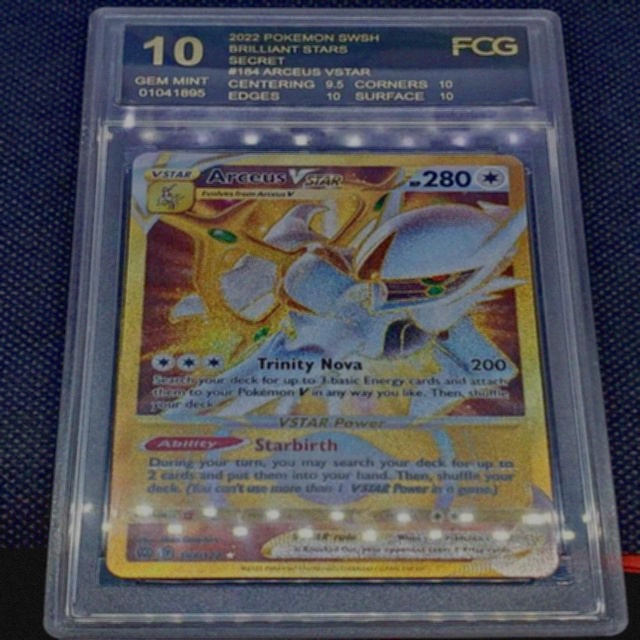 10
GEM MINT
01041895
2022 POKEMON SWSH
BRILLIANT STARS
SECRET
#184 ARCEUS VSTAR
CENTERING 9.5 CORNERS 10
EDGES 10 SURFACE 10
FCG
VSTAR Arceus VSTAR 280
Evolves from Arceus V
Trinity Nova 200
Search your deck for up to 3 basic Energy cards and attach
them to your Pokémon V in any way you like. Then, shuffle
your deck.
VSTAR Power
Ability Starbirth
During your turn, you may search your deck for up to
2 cards and put them into your hand. Then, shuffle your
deck. (You can't use more than 1 VSTAR Power in a game.)
rule